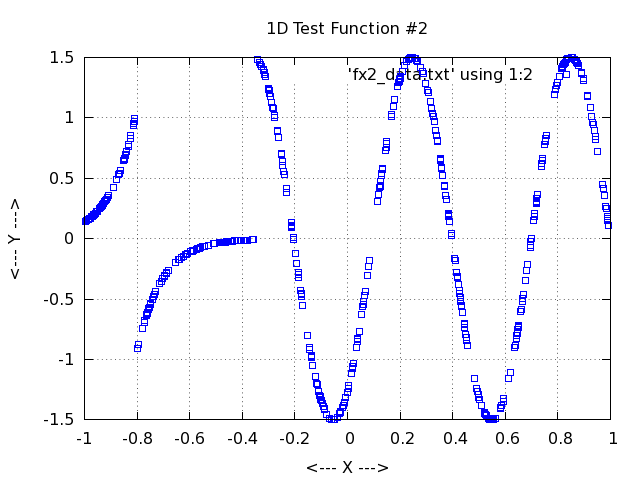 1D Test Function #2
'fx2_data.txt' using 1:2
1.5
1
0.5
0
-0.5
-1
-1.5
<--- Y --->
-1 -0.8 -0.6 -0.4 -0.2 0 0.2 0.4 0.6 0.8 1
<--- X --->